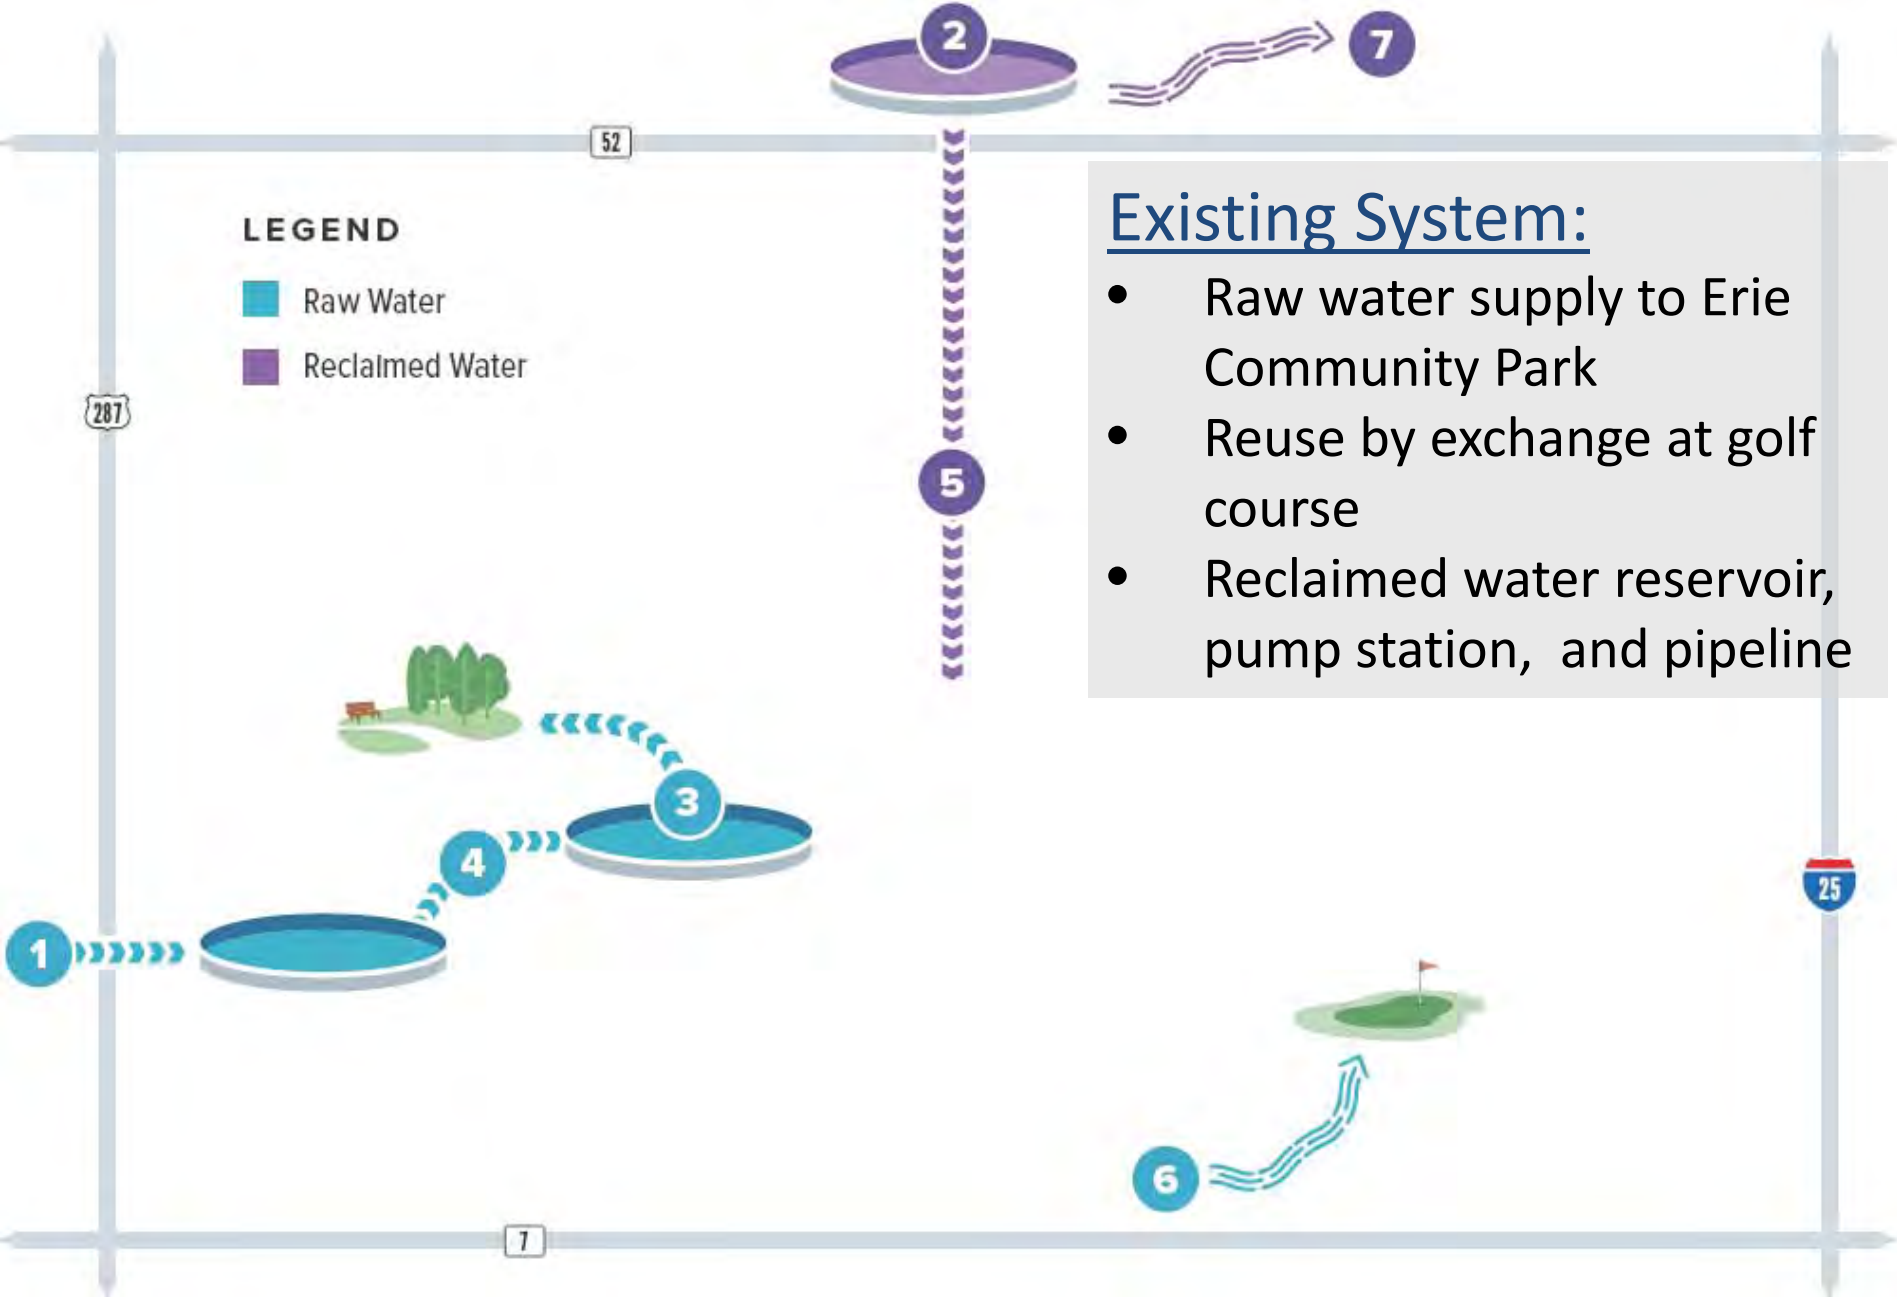 2
7
52
LEGEND
Raw Water
Reclaimed Water
287
Existing System:
• Raw water supply to Erie
Community Park
• Reuse by exchange at golf
course
• Reclaimed water reservoir,
pump station, and pipeline
5
3
4
25
1
6
7